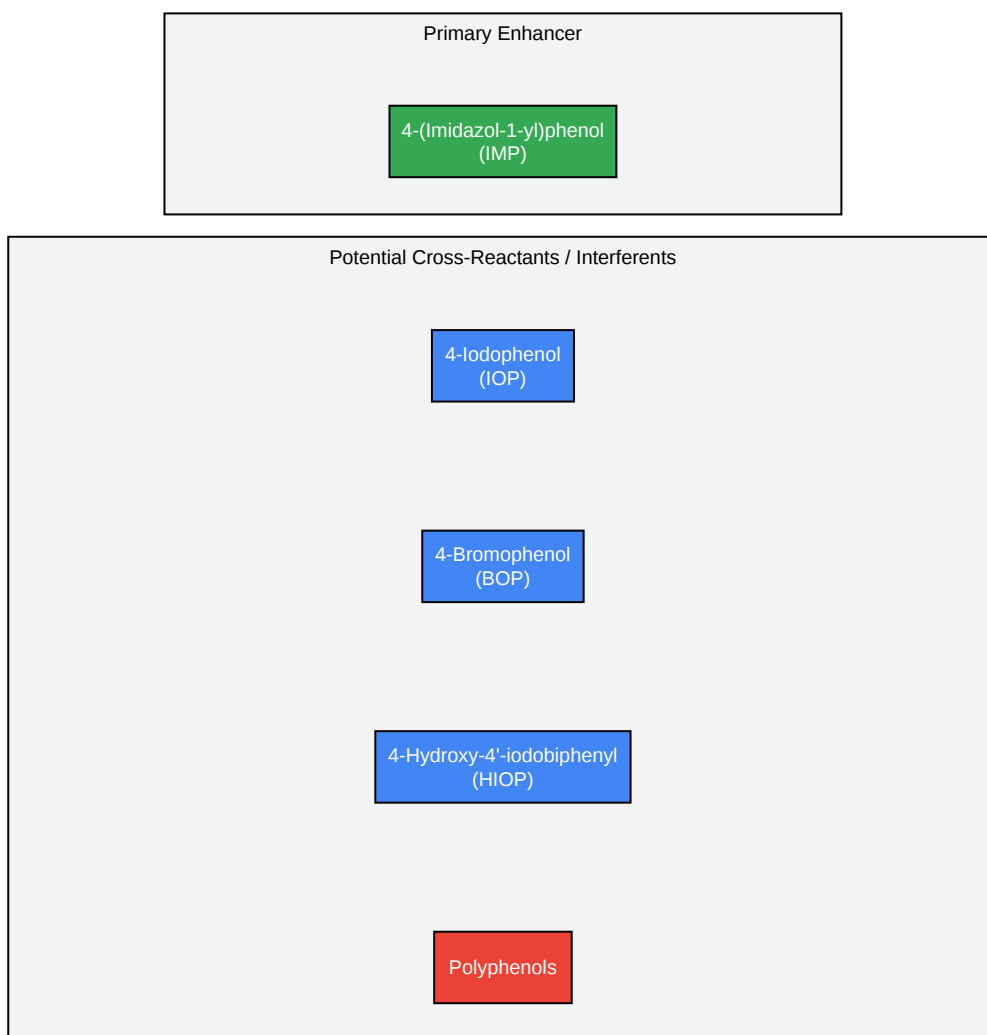 Primary Enhancer
4-(Imidazol-1-yl)phenol
(IMP)
Potential Cross-Reactants / Interferents
4-Iodophenol
(IOP)
4-Bromophenol
(BOP)
4-Hydroxy-4'-iodobiphenyl
(HIOP)
Polyphenols